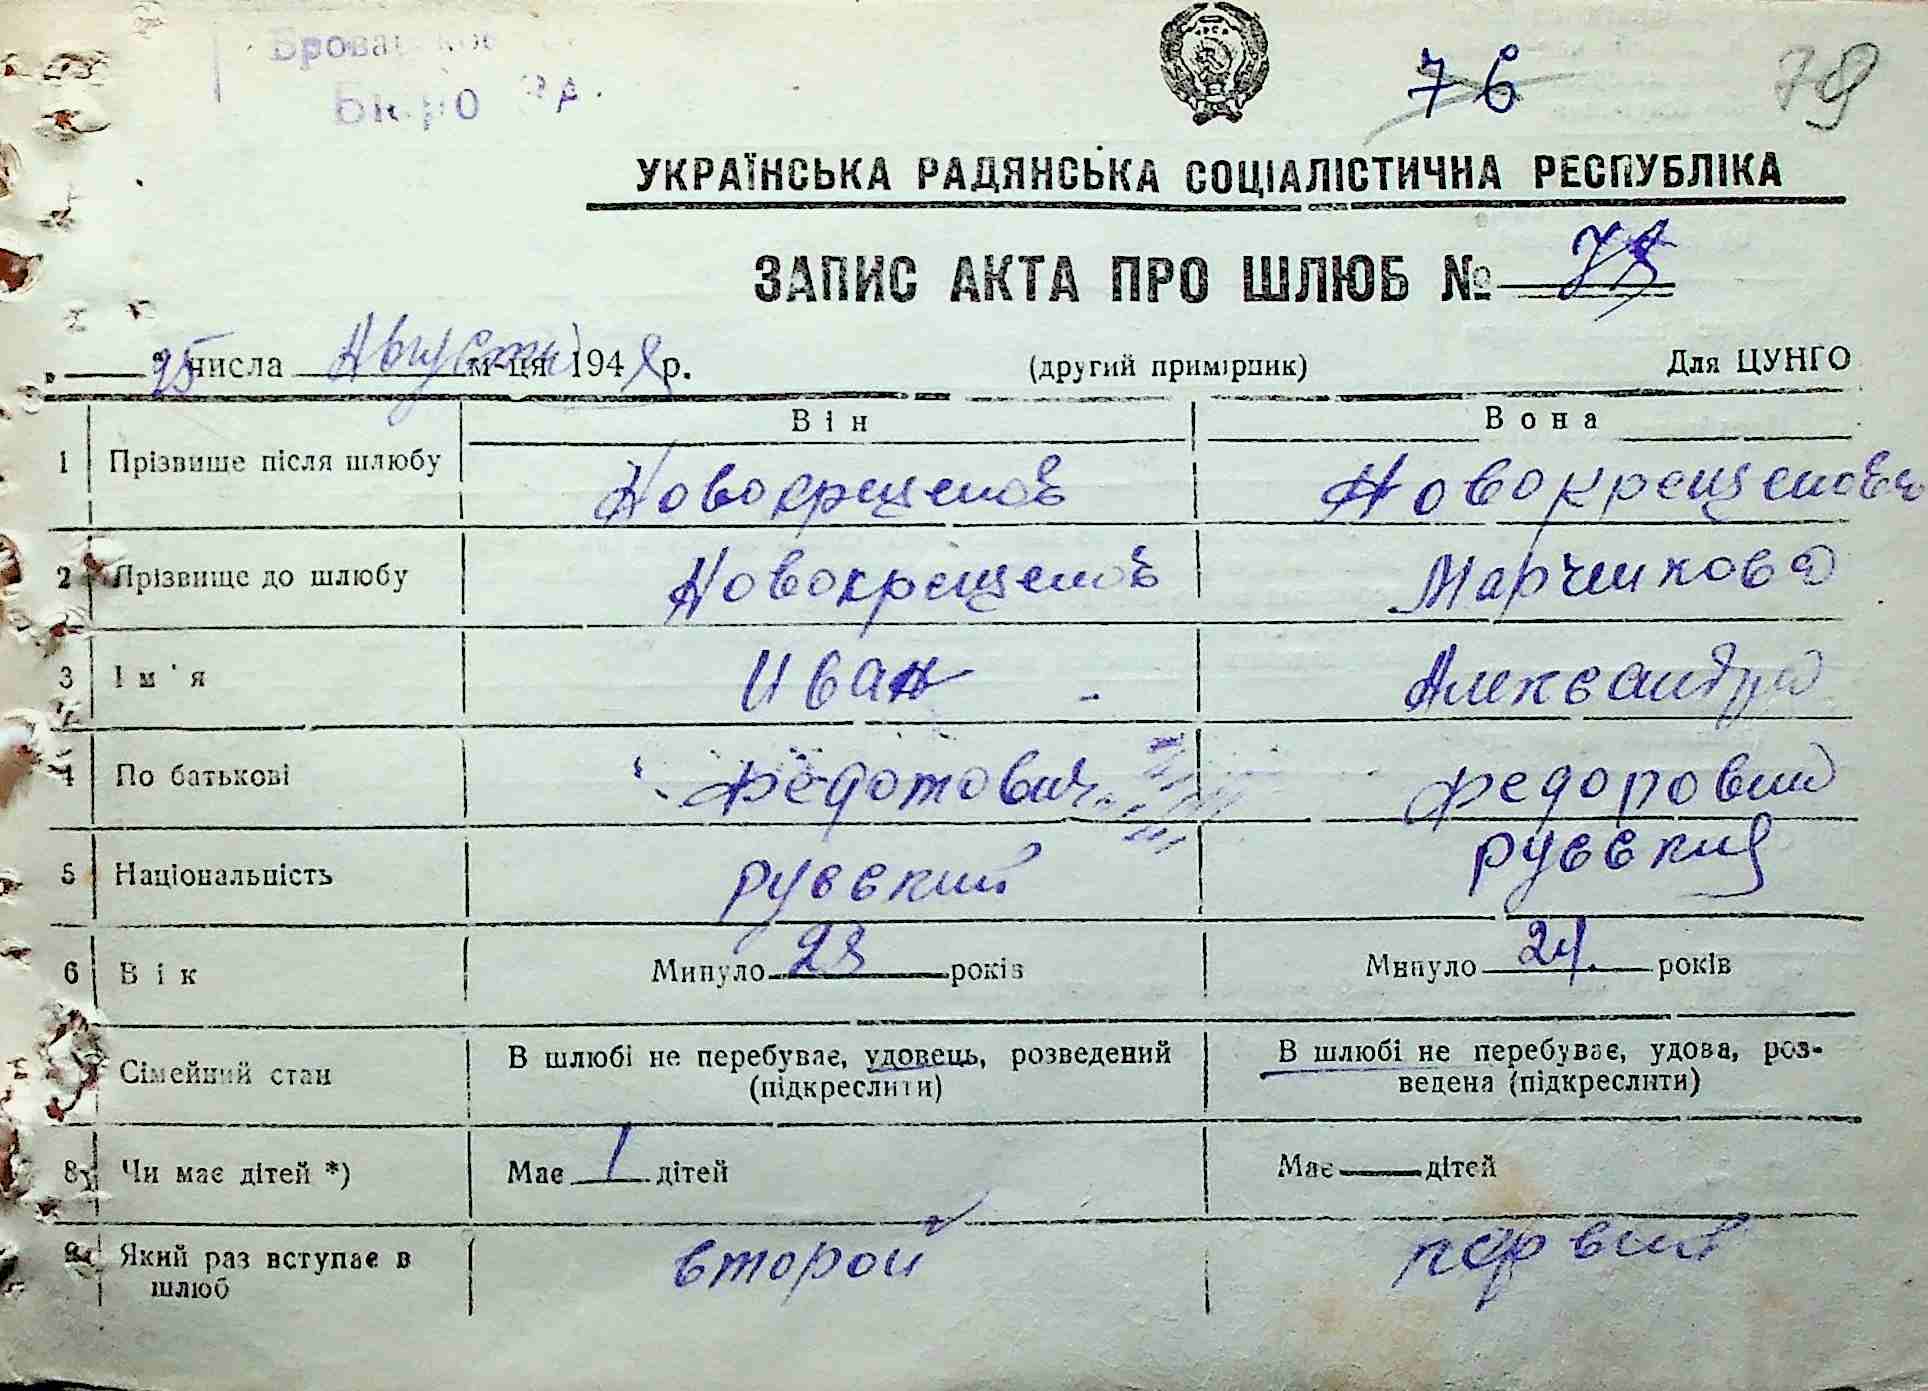 Бюро
76 79
УКРАЇНСЬКА РАДЯНСЬКА СОЦІАЛІСТИЧНА РЕСПУБЛІКА
ЗАПИС АКТА ПРО ШЛЮБ №
25 числа Августа м-ця 194 р. (другий примірник) Для ЦУНГО
Він Вона
1 Прізвище після шлюбу Новокрещенов Новокрещенова
2 Прізвище до шлюбу Новокрещенов Марченкова
3 Ім'я Иван Александра
4 По батькові Федотович Федоровна
5 Національність русский русская
6 Вік Минуло 28 років Минуло 24 років
Сімейний стан В шлюбі не перебуває, удовець, розведений (підкреслити) В шлюбі не перебуває, удова, роз-
ведена (підкреслити)
8 Чи має дітей *) Має 1 дітей Має — дітей
9 Який раз вступає в шлюб второй первый